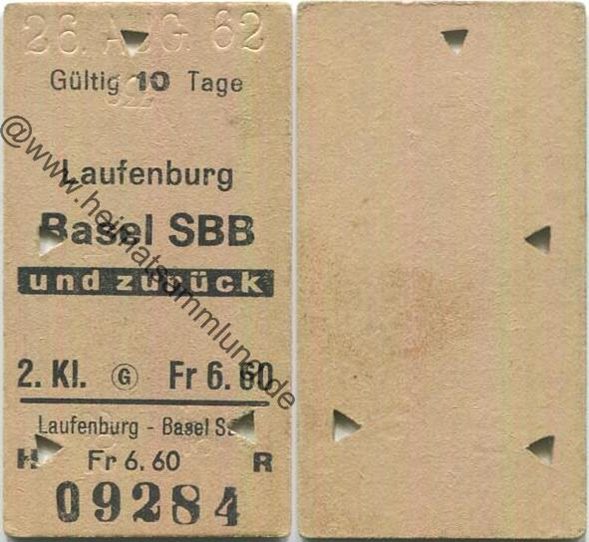 26. AUG. 62
Gültig 10 Tage
Laufenburg
Basel SBB
und zurück
2. Kl. G Fr 6.60
Laufenburg - Basel S
H Fr 6.60 R
09284
@www.heimatsammlung.de